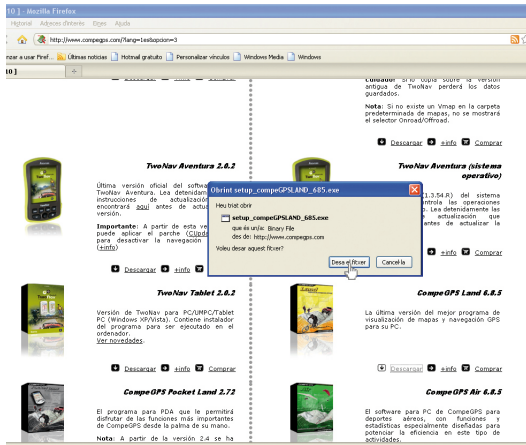 10 ] - Mozilla Firefox
Historial Adreces d'interès Eines Ajuda
http://www.compegps.com/?lang=1es&opcion=3
nzar a usar Firef... Últimas noticias Hotmail gratuito Personalizar vínculos Windows Media Windows
10 ]
Descargar +info Comprar
Cuidado: Si lo copia sobre la versión
antigua de TwoNav perderá los datos
guardados.
Nota: Si no existe un Vmap en la carpeta
predeterminada de mapas, no se mostrará
el selector Onroad/Offroad.
Descargar +info Comprar
TwoNav Aventura 2.0.2
Última versión oficial del software
TwoNav Aventura. Lea detenidam
instrucciones de actualización
encontrará aquí antes de actua
versión.
Importante: A partir de esta ve
puede aplicar el parche (CUpda
para desactivar la navegación
(+info)
Descargar +info Comprar
TwoNav Aventura (sistema
operativo)
(1.3.54.R) del sistema
ntrola las operaciones
o. Lea detenidamente las
de actualización que
ntes de actualizar la
+info Comprar
Obrint setup_compeGPSLAND_685.exe
Heu triat obrir
setup_compeGPSLAND_685.exe
que és un/a: Binary File
des de: http://www.compegps.com
Voleu desar aquest fitxer?
Desa el fitxer Cancel·la
TwoNav Tablet 2.0.2
Versión de TwoNav para PC/UMPC/Tablet
PC (Windows XP/Vista). Contiene instalador
del programa para ser ejecutado en el
ordenador.
Ver novedades.
Descargar +info Comprar
CompeGPS Land 6.8.5
La última versión del mejor programa de
visualización de mapas y navegación GPS
para su PC.
Descargar +info Comprar
CompeGPS Pocket Land 2.72
El programa para PDA que le permitirá
disfrutar de las funciones más importantes
de CompeGPS desde la palma de su mano.
Nota: A partir de la versión 2.4 se ha
CompeGPS Air 6.8.5
El software para PC de CompeGPS para
deportes aéreos, con funciones y
estadísticas especialmente diseñadas para
potenciar la eficiencia en este tipo de
actividades.